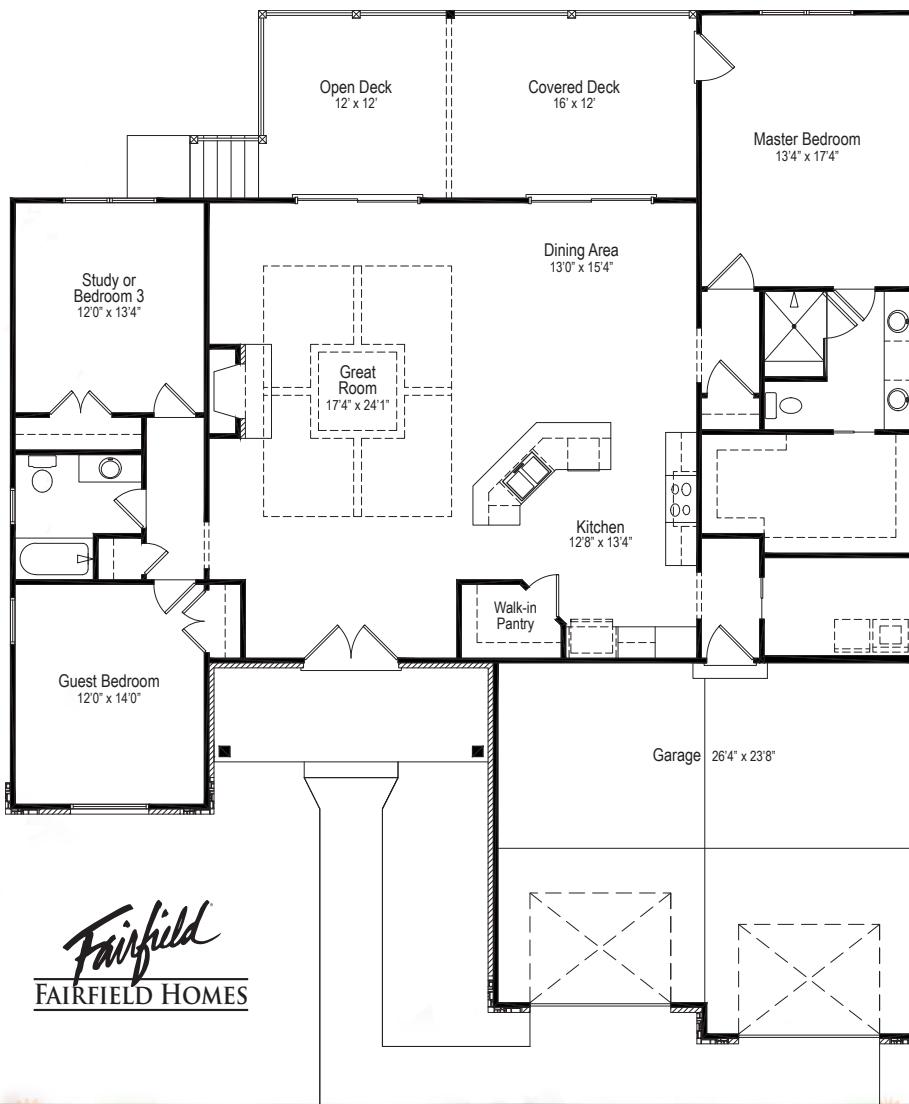 Open Deck
12' x 12'
Covered Deck
16' x 12'
Master Bedroom
13'4" x 17'4"
Dining Area
13'0" x 15'4"
Study or
Bedroom 3
12'0" x 13'4"
Great
Room
17'4" x 24'1"
Kitchen
12'8" x 13'4"
Walk-in
Pantry
Guest Bedroom
12'0" x 14'0"
Garage 26'4" x 23'8"
Fairfield
FAIRFIELD HOMES